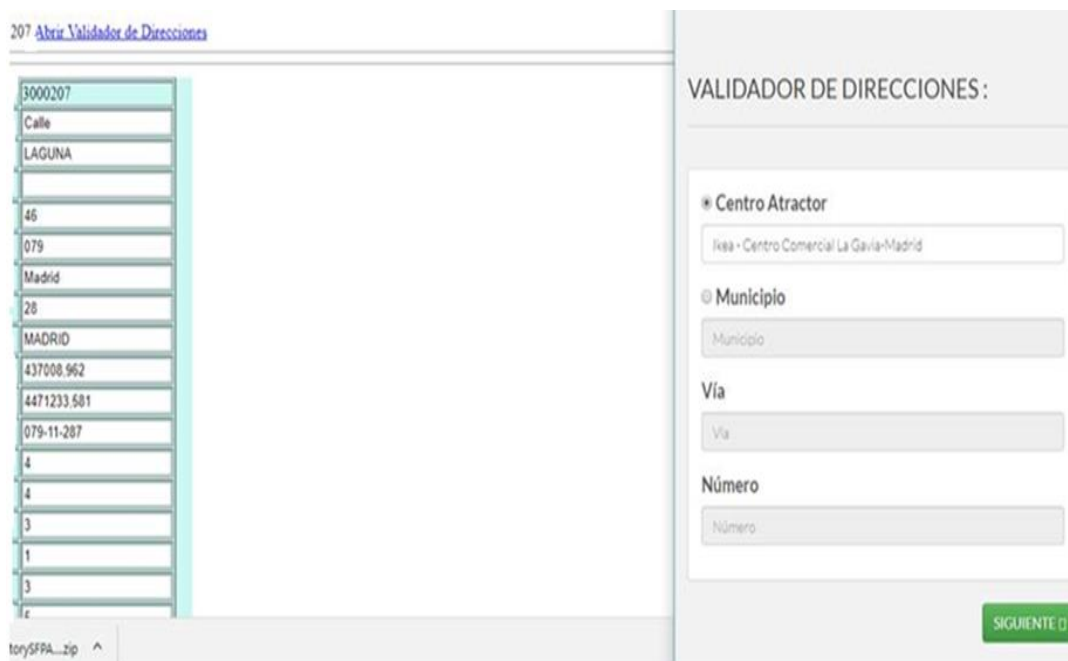 207 Abrir Validador de Direcciones
3000207
Calle
LAGUNA
46
079
Madrid
28
MADRID
437008,962
4471233,581
079-11-287
4
4
3
1
3
torySFPA....zip
VALIDADOR DE DIRECCIONES :
Centro Atractor
Ikea - Centro Comercial La Gavia-Madrid
Municipio
Municipio
Vía
Vía
Número
Número
SIGUIENTE